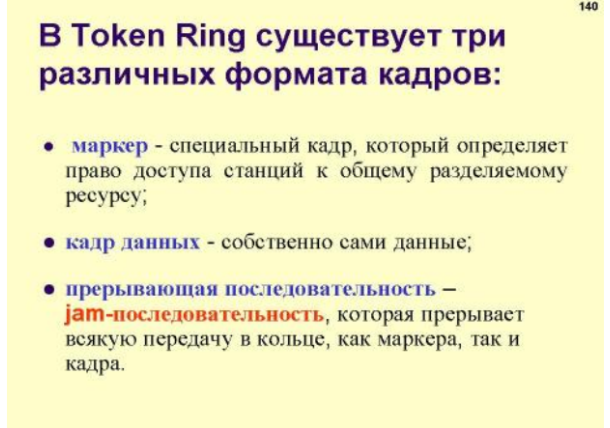 140
В Token Ring существует три
различных формата кадров:
● маркер - специальный кадр, который определяет
право доступа станций к общему разделяемому
ресурсу;
● кадр данных - собственно сами данные;
● прерывающая последовательность –
jam-последовательность, которая прерывает
всякую передачу в кольце, как маркера, так и
кадра.